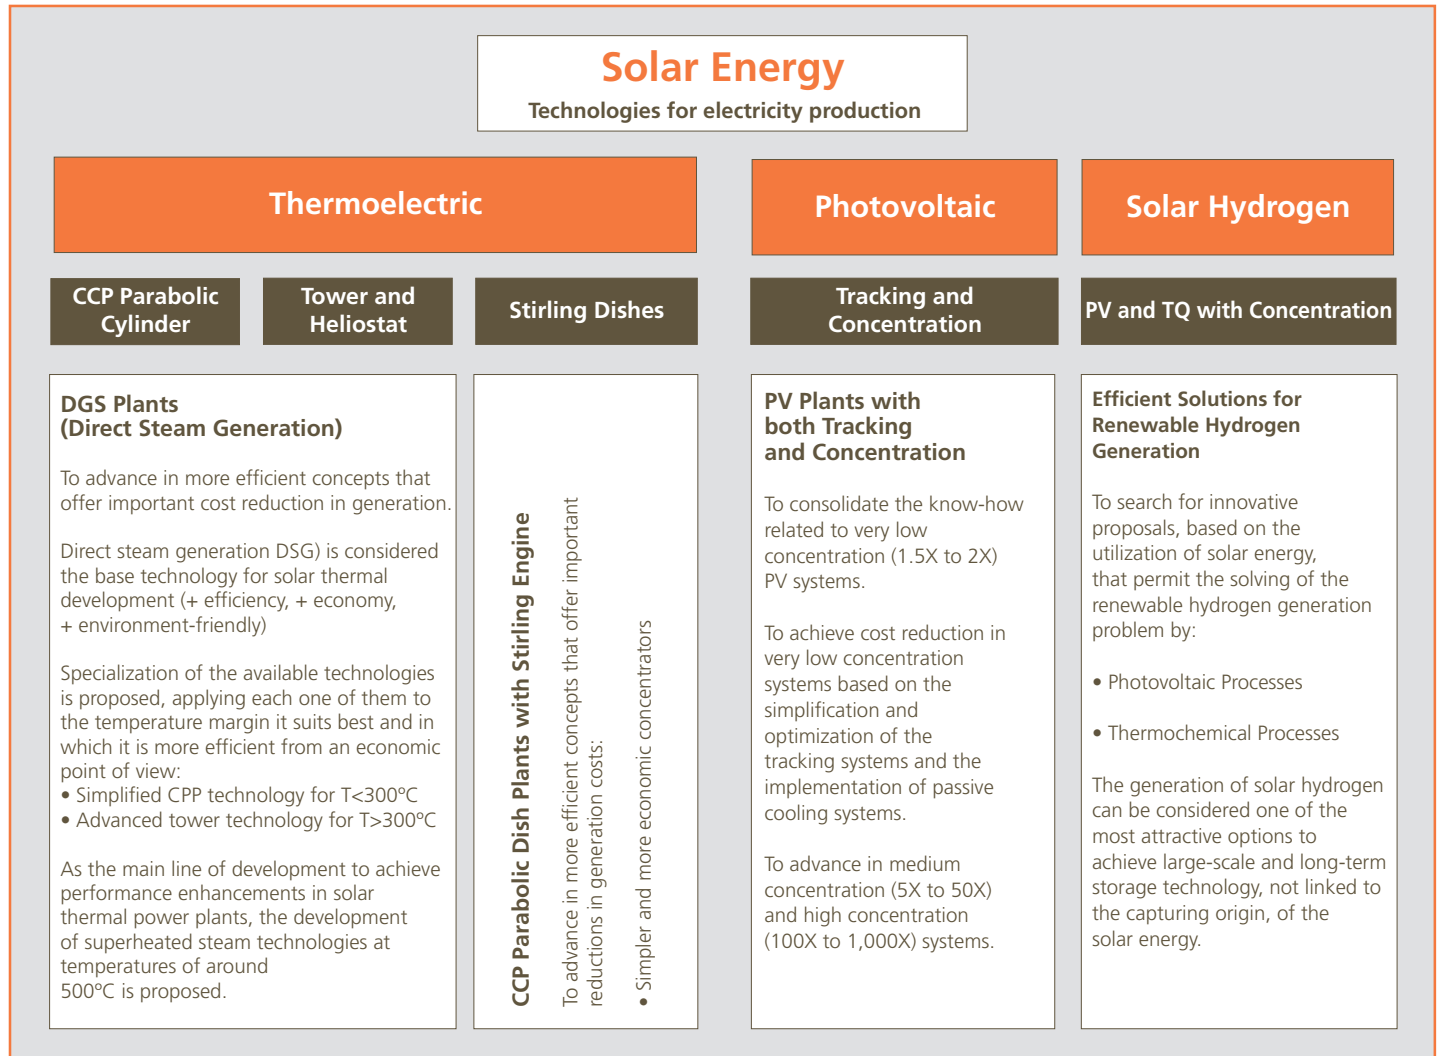 Solar Energy
Technologies for electricity production
Thermoelectric
Photovoltaic
Solar Hydrogen
CCP Parabolic
Cylinder
Tower and
Heliostat
Stirling Dishes
Tracking and
Concentration
PV and TQ with Concentration
DGS Plants
(Direct Steam Generation)
To advance in more efficient concepts that
offer important cost reduction in generation.
Direct steam generation DSG) is considered
the base technology for solar thermal
development (+ efficiency, + economy,
+ environment-friendly)
Specialization of the available technologies
is proposed, applying each one of them to
the temperature margin it suits best and in
which it is more efficient from an economic
point of view:
• Simplified CPP technology for T<300ºC
• Advanced tower technology for T>300ºC
As the main line of development to achieve
performance enhancements in solar
thermal power plants, the development
of superheated steam technologies at
temperatures of around
500ºC is proposed.
CCP Parabolic Dish Plants with Stirling Engine
To advance in more efficient concepts that offer important
reductions in generation costs:
• Simpler and more economic concentrators
PV Plants with
both Tracking
and Concentration
To consolidate the know-how
related to very low
concentration (1.5X to 2X)
PV systems.
To achieve cost reduction in
very low concentration
systems based on the
simplification and
optimization of the
tracking systems and the
implementation of passive
cooling systems.
To advance in medium
concentration (5X to 50X)
and high concentration
(100X to 1,000X) systems.
Efficient Solutions for
Renewable Hydrogen
Generation
To search for innovative
proposals, based on the
utilization of solar energy,
that permit the solving of the
renewable hydrogen generation
problem by:
• Photovoltaic Processes
• Thermochemical Processes
The generation of solar hydrogen
can be considered one of the
most attractive options to
achieve large-scale and long-term
storage technology, not linked to
the capturing origin, of the
solar energy.